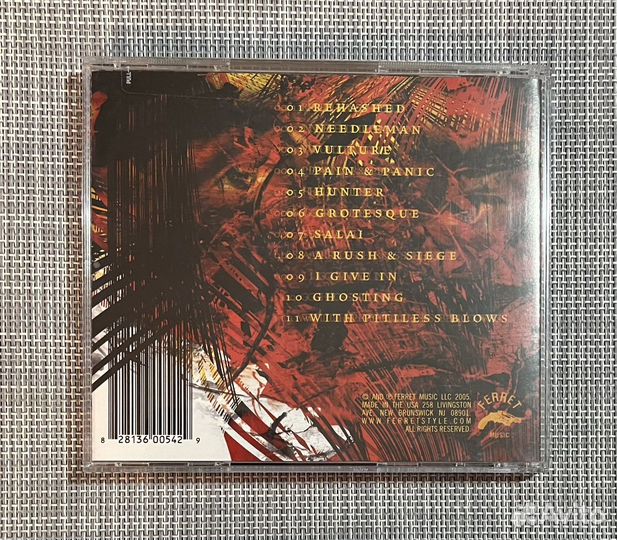 PULL
01 REHASHED
02 NEEDLEMAN
03 VULTURE
04 PAIN & PANIC
05 HUNTER
06 GROTESQUE
07 SALAI
08 A RUSH & SIEGE
09 I GIVE IN
10 GHOSTING
11 WITH PITILESS BLOWS
© AND ℗ FERRET MUSIC LLC 2005.
MADE IN THE USA 258 LIVINGSTON
AVE. NEW BRUNSWICK NJ 08901
WWW.FERRETSTYLE.COM
ALL RIGHTS RESERVED.
FERRET
MUSIC
8 28136 00542 9
Avito